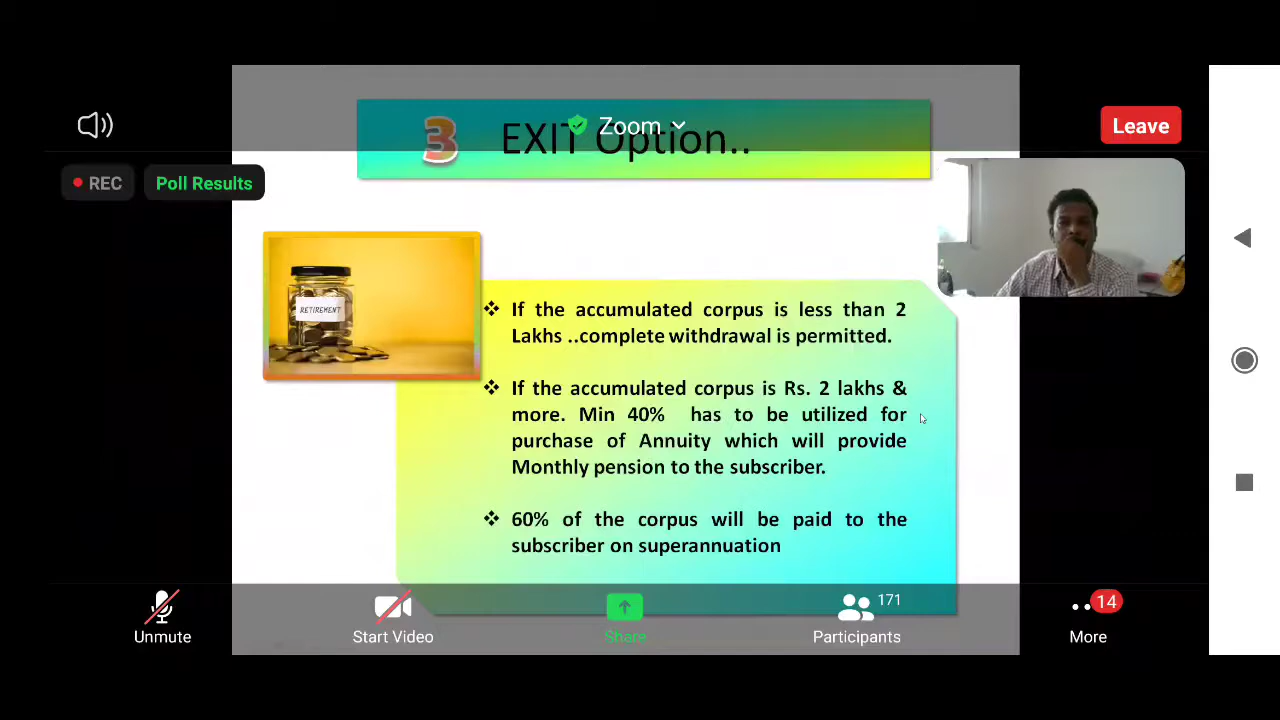 3 EXIT Option..
Zoom
Leave
REC
Poll Results
RETIREMENT
❖ If the accumulated corpus is less than 2
Lakhs ..complete withdrawal is permitted.
❖ If the accumulated corpus is Rs. 2 lakhs &
more. Min 40% has to be utilized for
purchase of Annuity which will provide
Monthly pension to the subscriber.
❖ 60% of the corpus will be paid to the
subscriber on superannuation
Unmute
Start Video
Share
171
Participants
14
More